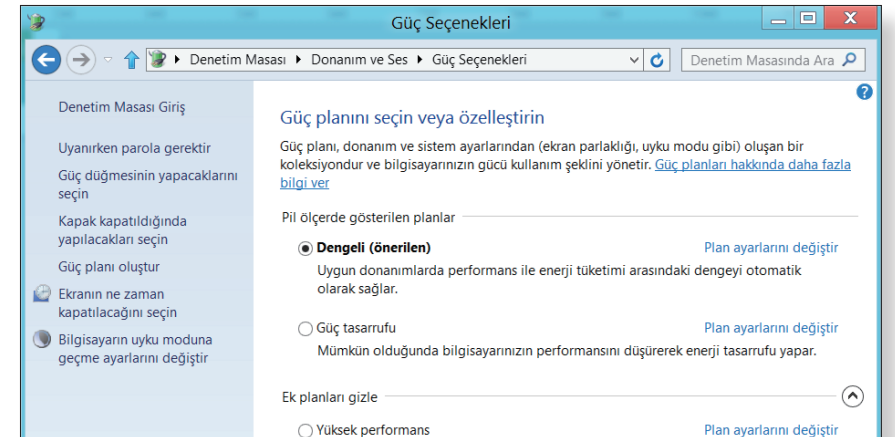 Güç Seçenekleri
Denetim Masası
Donanım ve Ses
Güç Seçenekleri
Denetim Masasında Ara
Denetim Masası Giriş
Uyanırken parola gerektir
Güç düğmesinin yapacaklarını
seçin
Kapak kapatıldığında
yapılacakları seçin
Güç planı oluştur
Ekranın ne zaman
kapatılacağını seçin
Bilgisayarın uyku moduna
geçme ayarlarını değiştir
Güç planını seçin veya özelleştirin
Güç planı, donanım ve sistem ayarlarından (ekran parlaklığı, uyku modu gibi) oluşan bir
koleksiyondur ve bilgisayarınızın gücü kullanım şeklini yönetir. Güç planları hakkında daha fazla
bilgi ver
Pil ölçerde gösterilen planlar
Dengeli (önerilen)
Plan ayarlarını değiştir
Uygun donanımlarda performans ile enerji tüketimi arasındaki dengeyi otomatik
olarak sağlar.
Güç tasarrufu
Plan ayarlarını değiştir
Mümkün olduğunda bilgisayarınızın performansını düşürerek enerji tasarrufu yapar.
Ek planları gizle
Yüksek performans
Plan ayarlarını değiştir